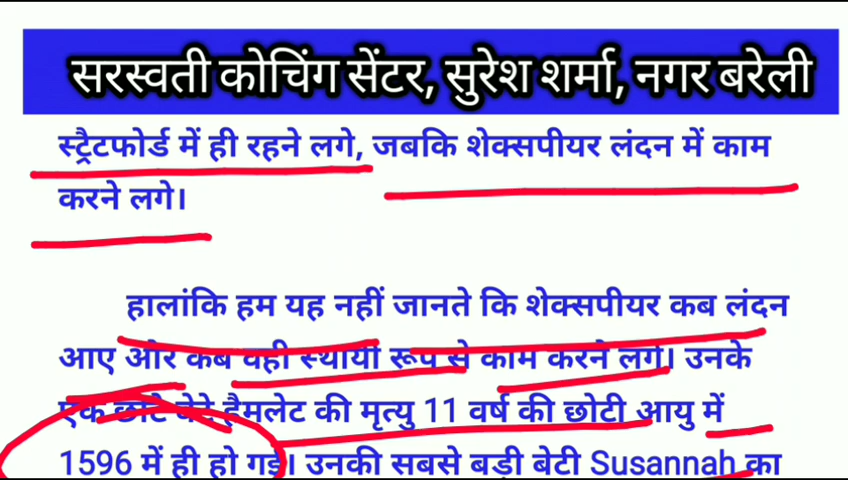 सरस्वती कोचिंग सेंटर, सुरेश शर्मा, नगर बरेली
स्ट्रैटफोर्ड में ही रहने लगे, जबकि शेक्सपीयर लंदन में काम
करने लगे।
हालांकि हम यह नहीं जानते कि शेक्सपीयर कब लंदन
आए और कब वही स्थायी रूप से काम करने लगे। उनके
एक छोटे बेटे हैमलेट की मृत्यु 11 वर्ष की छोटी आयु में
1596 में ही हो गई। उनकी सबसे बड़ी बेटी Susannah का